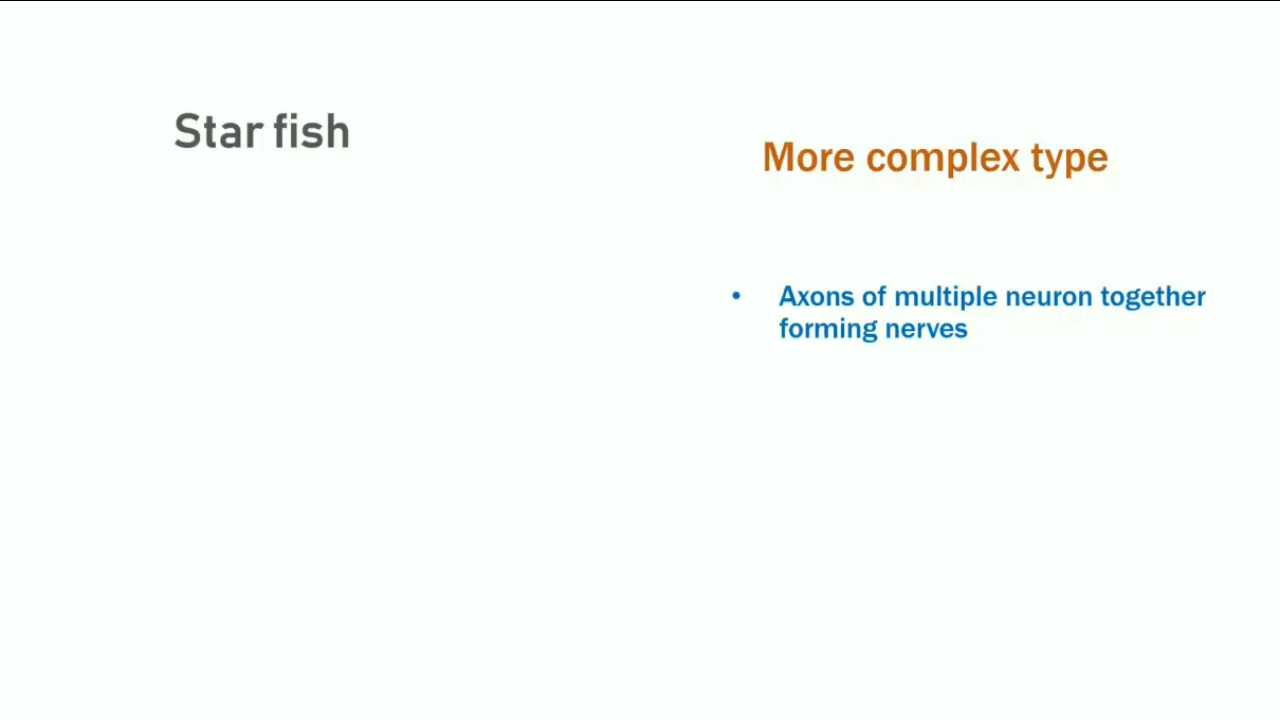 Star fish
More complex type
• Axons of multiple neuron together
forming nerves